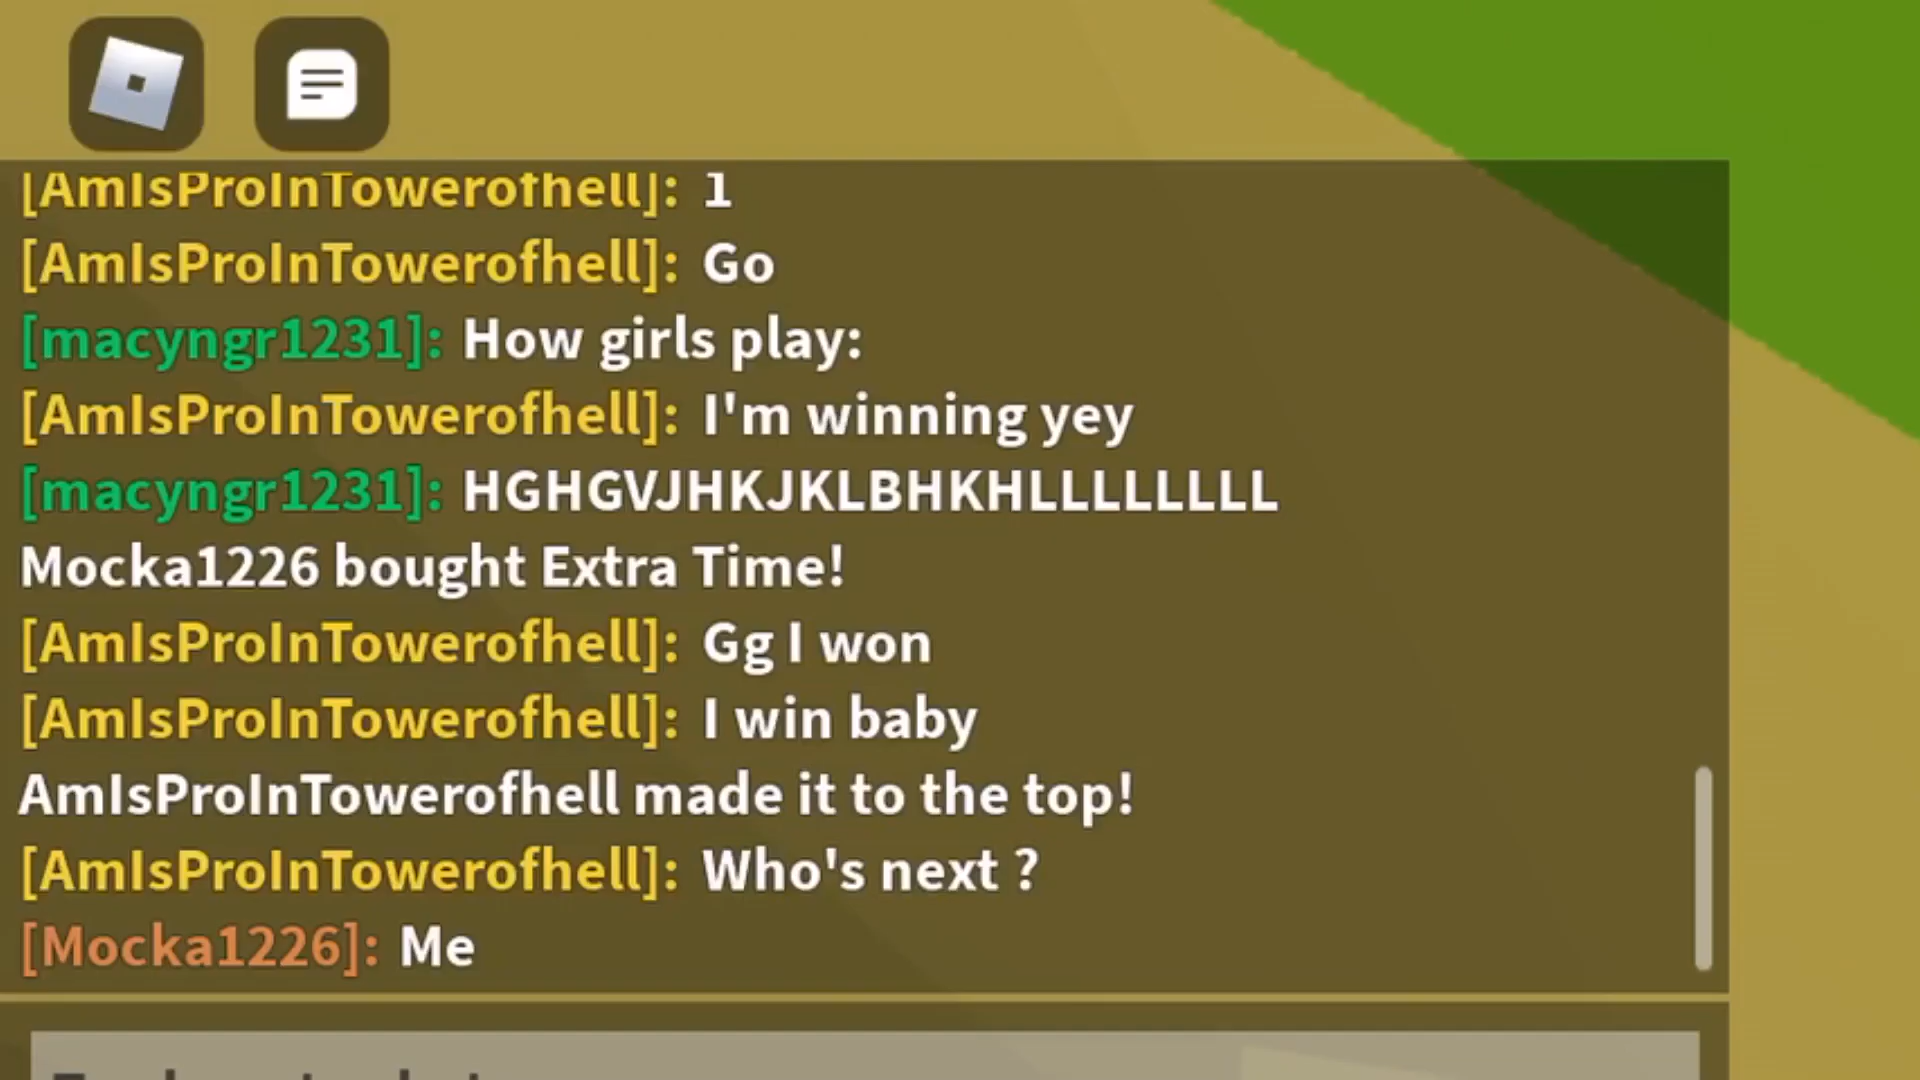 [AmIsProInTowerofhell]: 1
[AmIsProInTowerofhell]: Go
[macyngr1231]: How girls play:
[AmIsProInTowerofhell]: I'm winning yey
[macyngr1231]: HGHGVJHKJKLBHKHLLLLLLLL
Mocka1226 bought Extra Time!
[AmIsProInTowerofhell]: Gg I won
[AmIsProInTowerofhell]: I win baby
AmIsProInTowerofhell made it to the top!
[AmIsProInTowerofhell]: Who's next ?
[Mocka1226]: Me